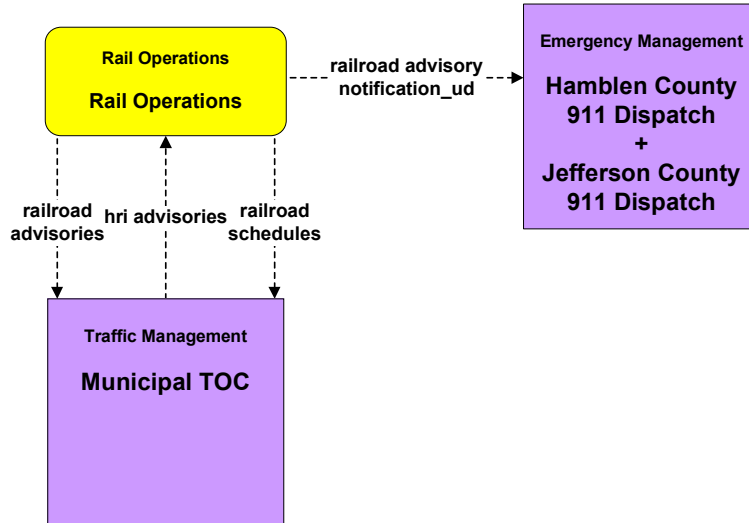 Rail Operations
Rail Operations
railroad advisory
notification_ud
Emergency Management
Hamblen County
911 Dispatch
+
Jefferson County
911 Dispatch
railroad
advisories
hri advisories
railroad
schedules
Traffic Management
Municipal TOC